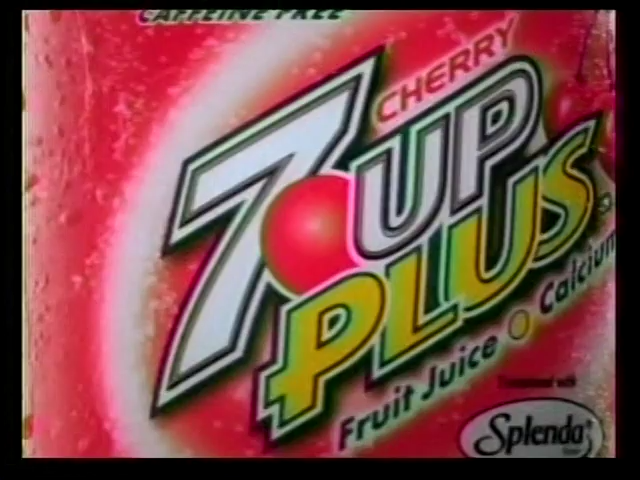 CAFFEINE FREE
CHERRY
7UP
PLUS
Fruit Juice Calcium
Splenda